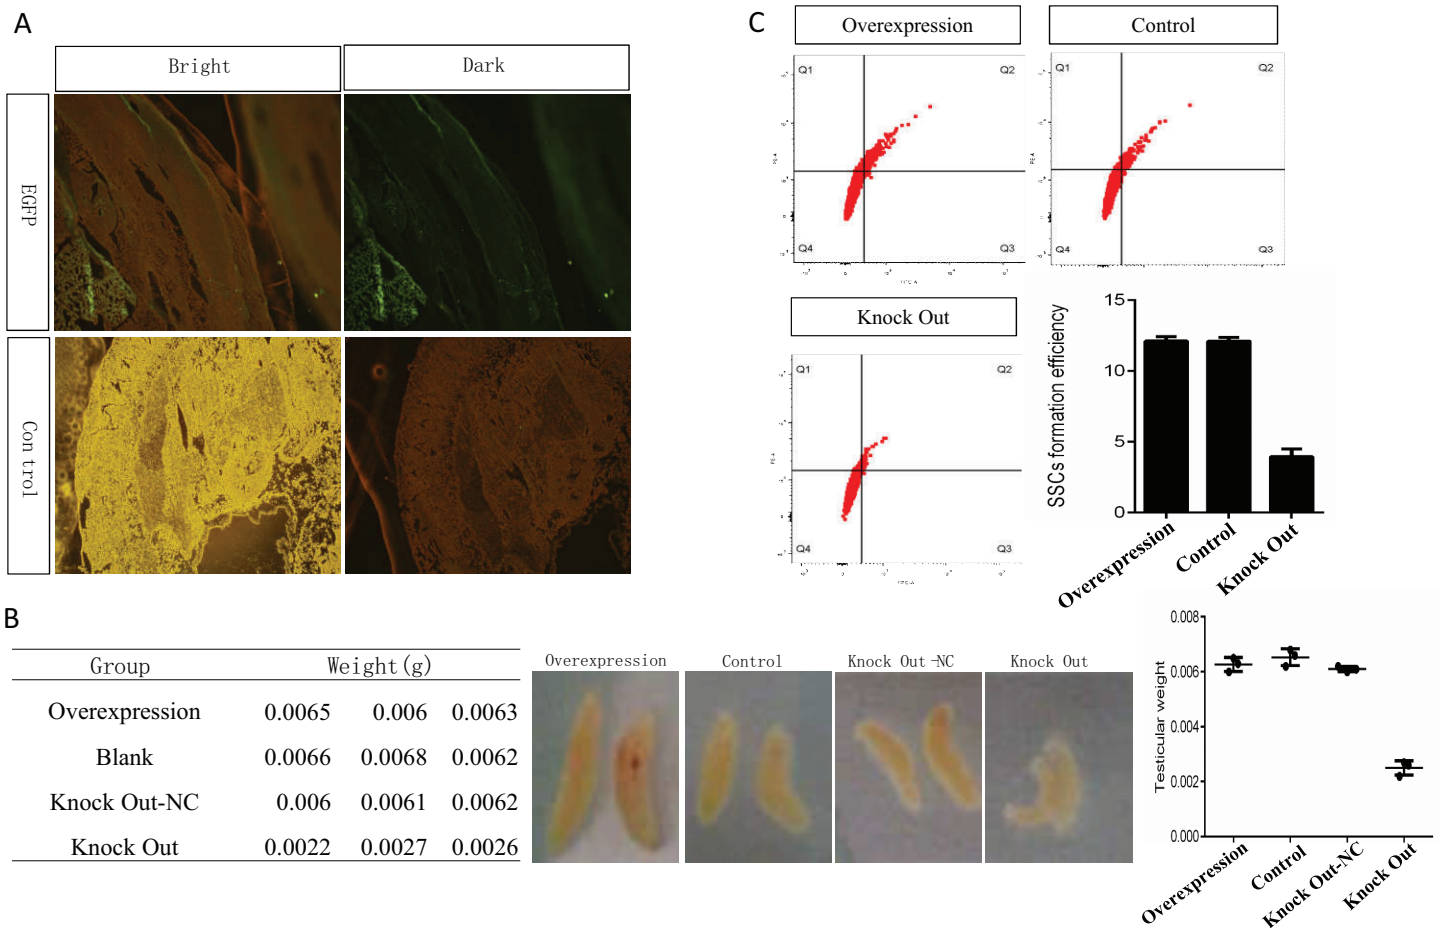 A
Bright Dark
EGFP
Control
C
Overexpression Control
Q1 Q2
Q4 Q3
Q1 Q2
Q4 Q3
Knock Out
Q1 Q2
Q4 Q3
SSCs formation efficiency
15
10
5
0
Overexpression Control Knock Out
B
Group Weight(g)
Overexpression 0.0065 0.006 0.0063
Blank 0.0066 0.0068 0.0062
Knock Out-NC 0.006 0.0061 0.0062
Knock Out 0.0022 0.0027 0.0026
Overexpression Control Knock Out-NC Knock Out
Testicular weight
0.008
0.006
0.004
0.002
0.000
Overexpression Control Knock Out-NC Knock Out